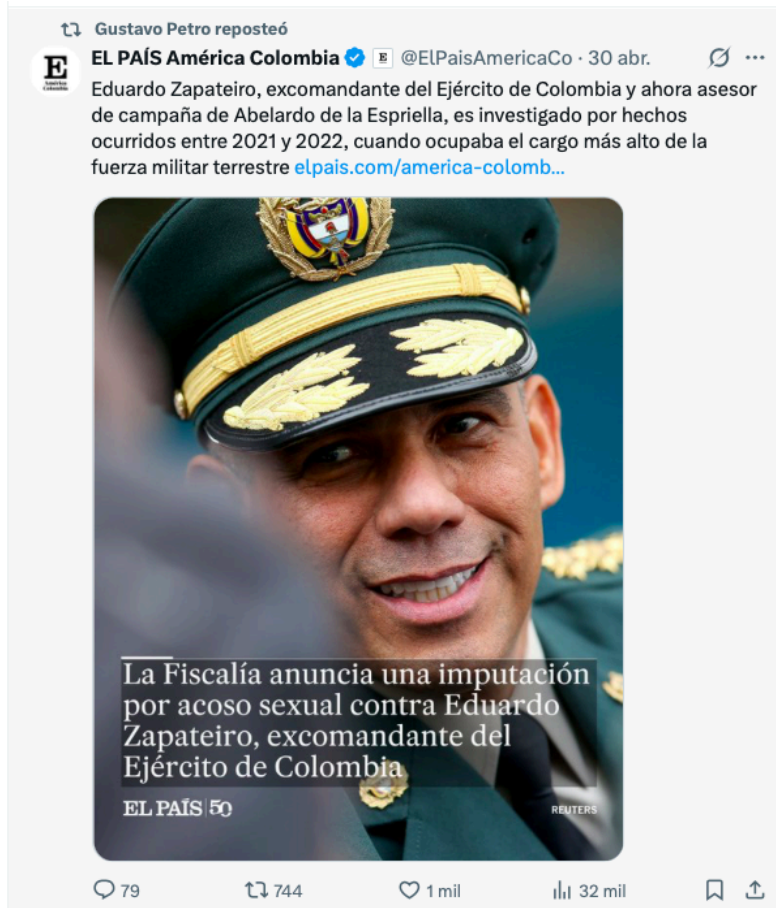 Gustavo Petro reposteó
EL PAÍS América Colombia E @ElPaisAmericaCo · 30 abr.
E
América
Colombia
Eduardo Zapateiro, excomandante del Ejército de Colombia y ahora asesor
de campaña de Abelardo de la Espriella, es investigado por hechos
ocurridos entre 2021 y 2022, cuando ocupaba el cargo más alto de la
fuerza militar terrestre elpais.com/america-colomb...
La Fiscalía anuncia una imputación
por acoso sexual contra Eduardo
Zapateiro, excomandante del
Ejército de Colombia
EL PAÍS 50
REUTERS
79 744 1 mil 32 mil